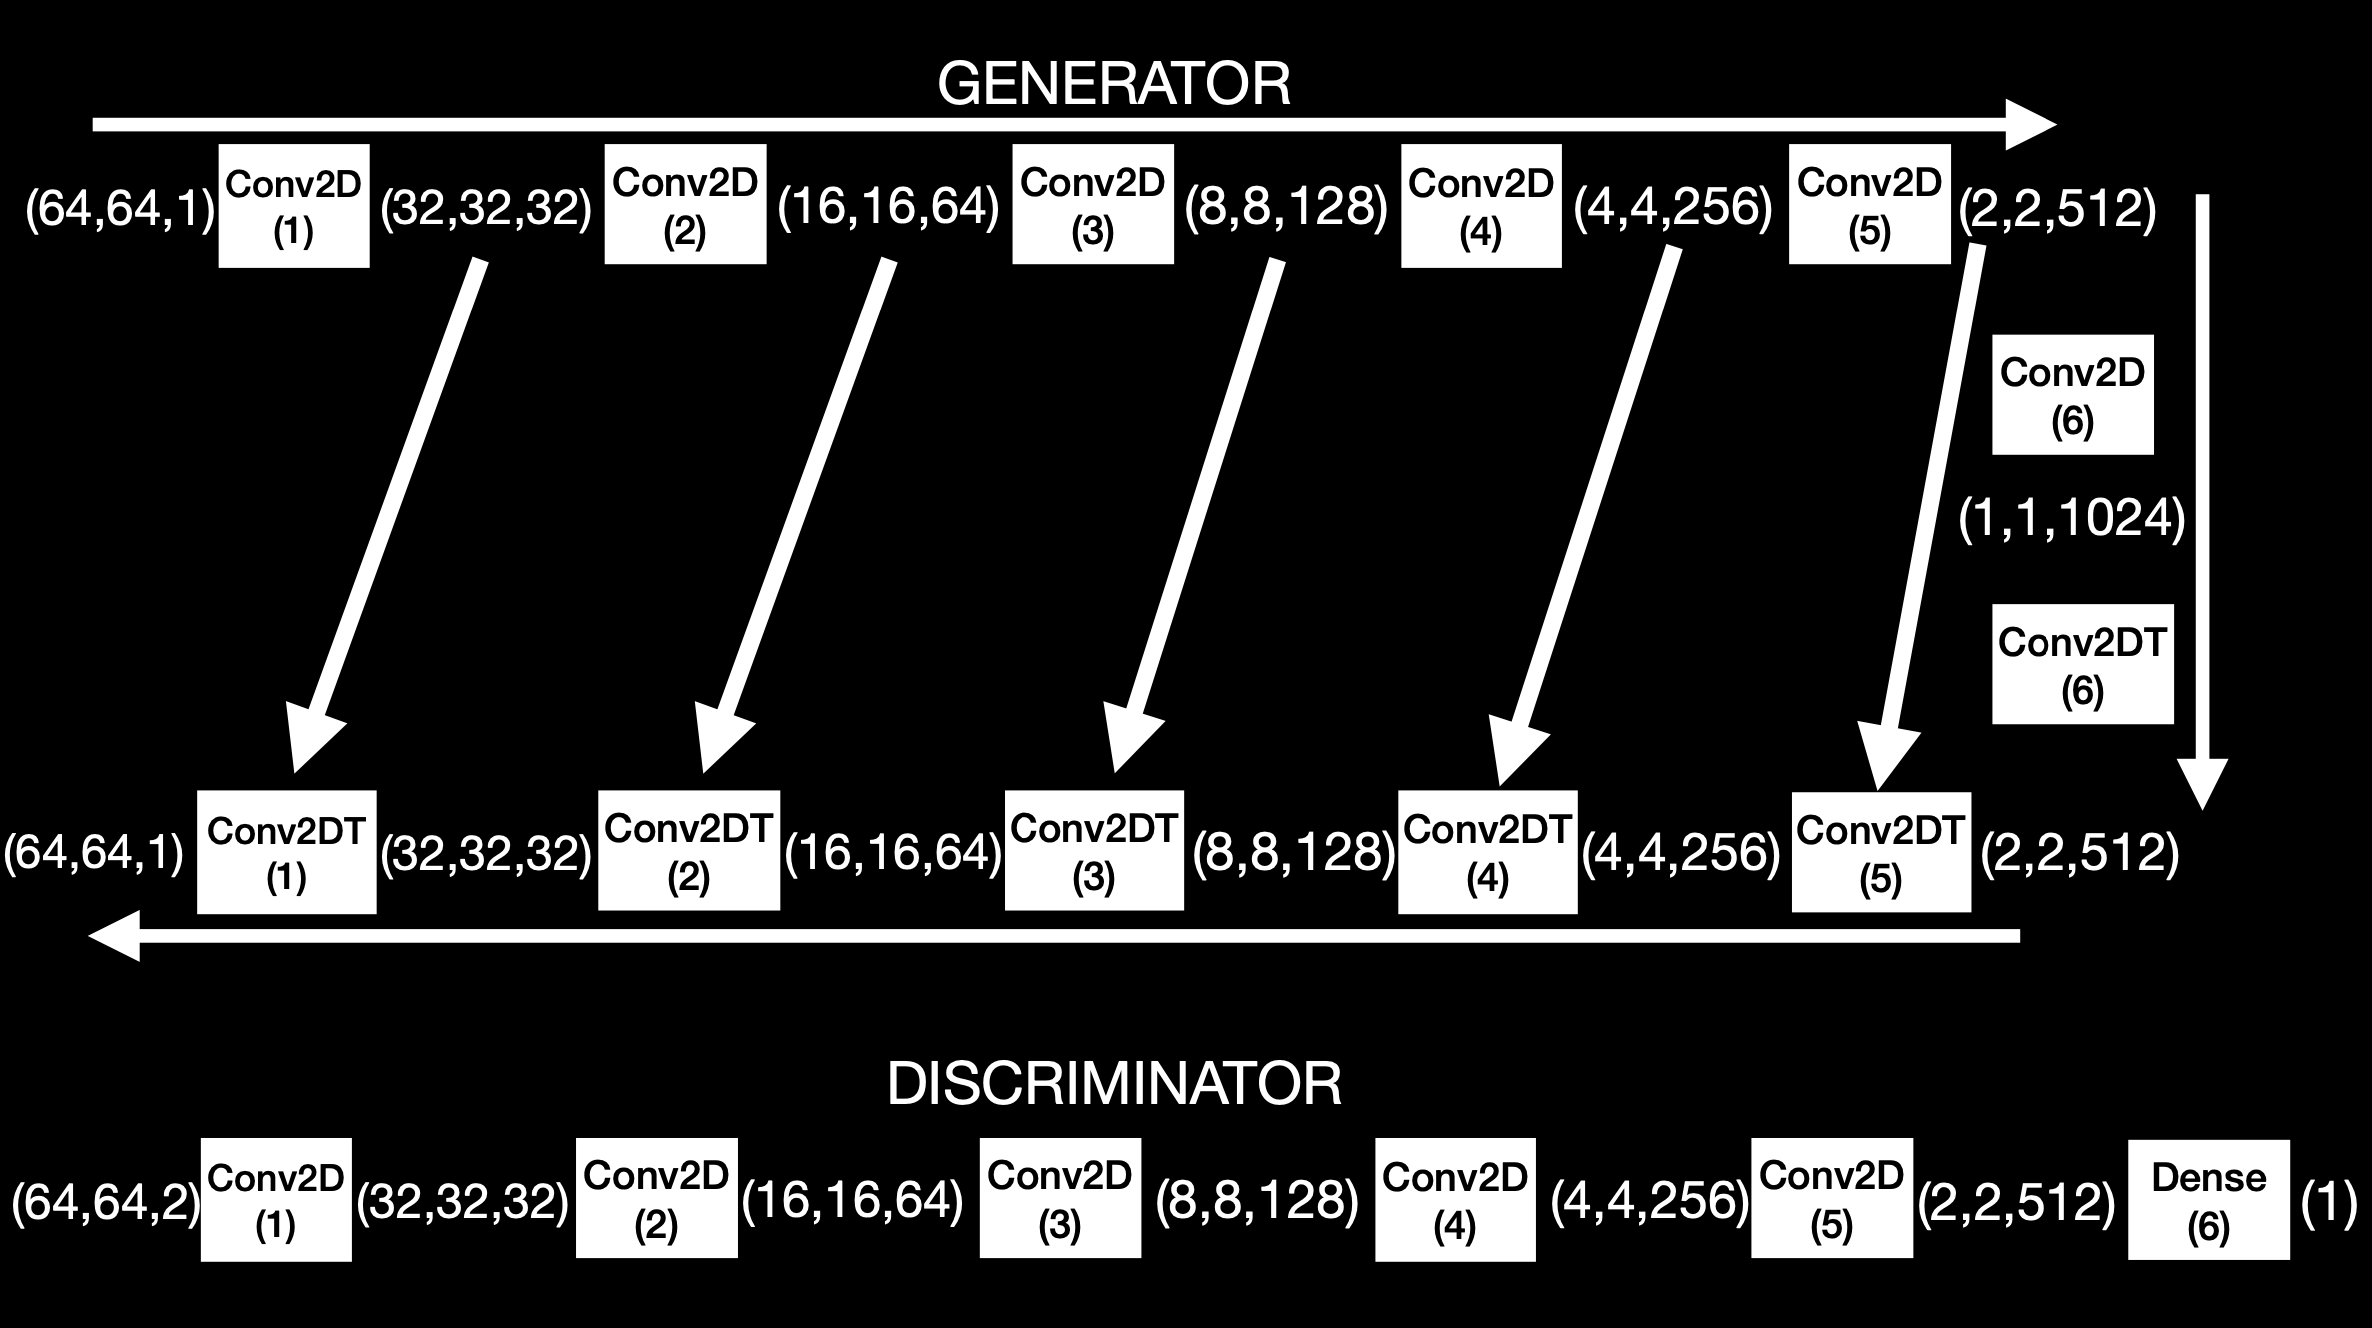 GENERATOR
(64,64,1) Conv2D (1) (32,32,32) Conv2D (2) (16,16,64) Conv2D (3) (8,8,128) Conv2D (4) (4,4,256) Conv2D (5) (2,2,512)
Conv2D
(6)
(1,1,1024)
Conv2DT
(6)
(64,64,1) Conv2DT (1) (32,32,32) Conv2DT (2) (16,16,64) Conv2DT (3) (8,8,128) Conv2DT (4) (4,4,256) Conv2DT (5) (2,2,512)
DISCRIMINATOR
(64,64,2) Conv2D (1) (32,32,32) Conv2D (2) (16,16,64) Conv2D (3) (8,8,128) Conv2D (4) (4,4,256) Conv2D (5) (2,2,512) Dense (6) (1)